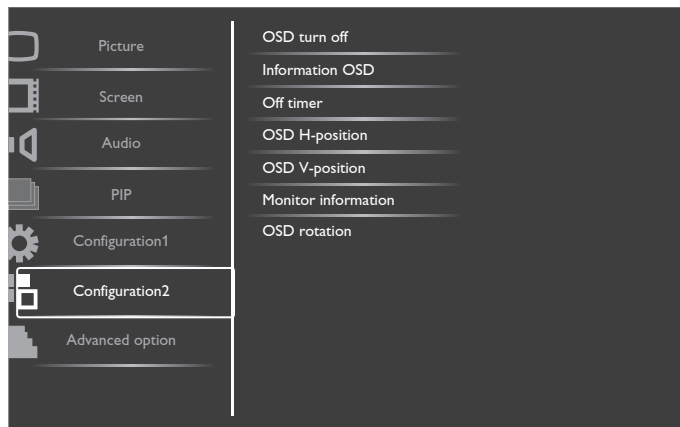 Picture
Screen
Audio
PIP
Configuration1
Configuration2
Advanced option
OSD turn off
Information OSD
Off timer
OSD H-position
OSD V-position
Monitor information
OSD rotation